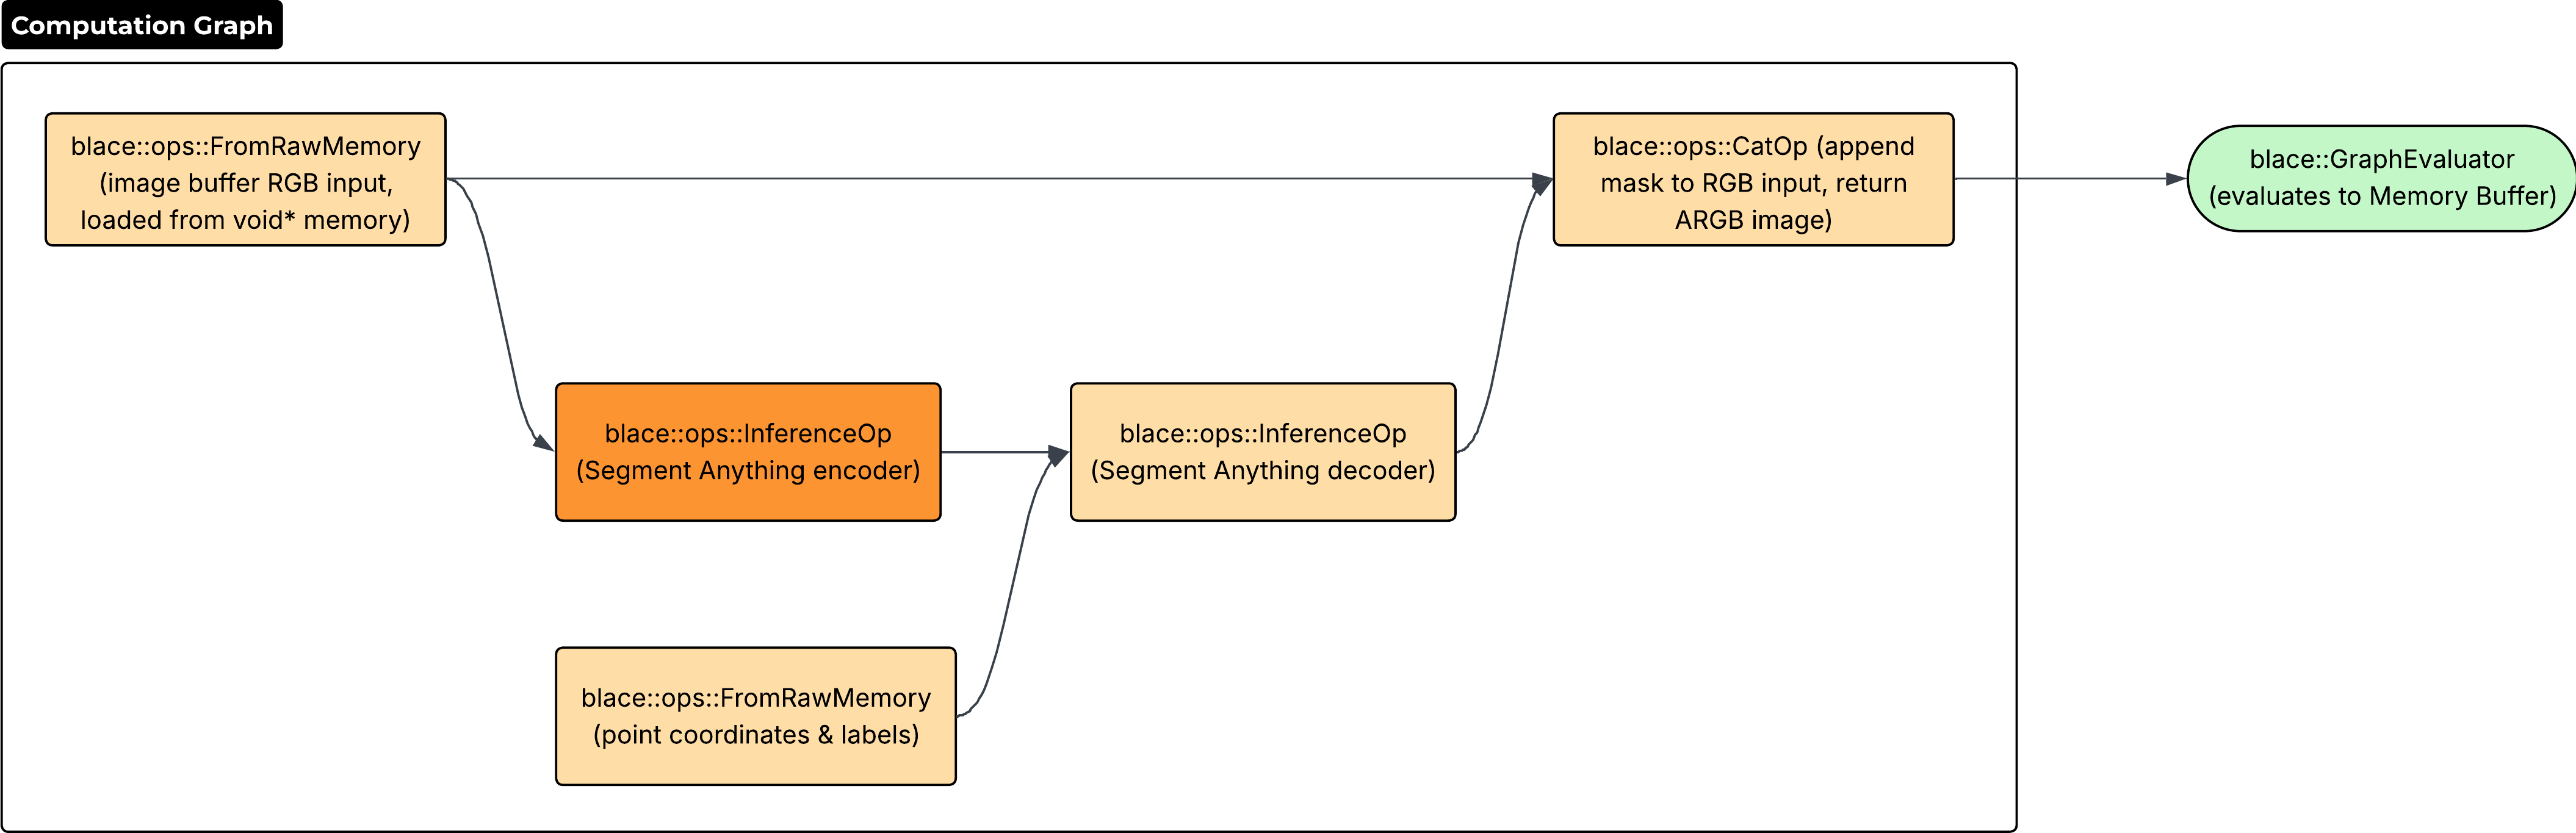 Computation Graph
blace::ops::FromRawMemory
(image buffer RGB input,
loaded from void* memory)
blace::ops::CatOp (append
mask to RGB input, return
ARGB image)
blace::GraphEvaluator
(evaluates to Memory Buffer)
blace::ops::InferenceOp
(Segment Anything encoder)
blace::ops::InferenceOp
(Segment Anything decoder)
blace::ops::FromRawMemory
(point coordinates & labels)